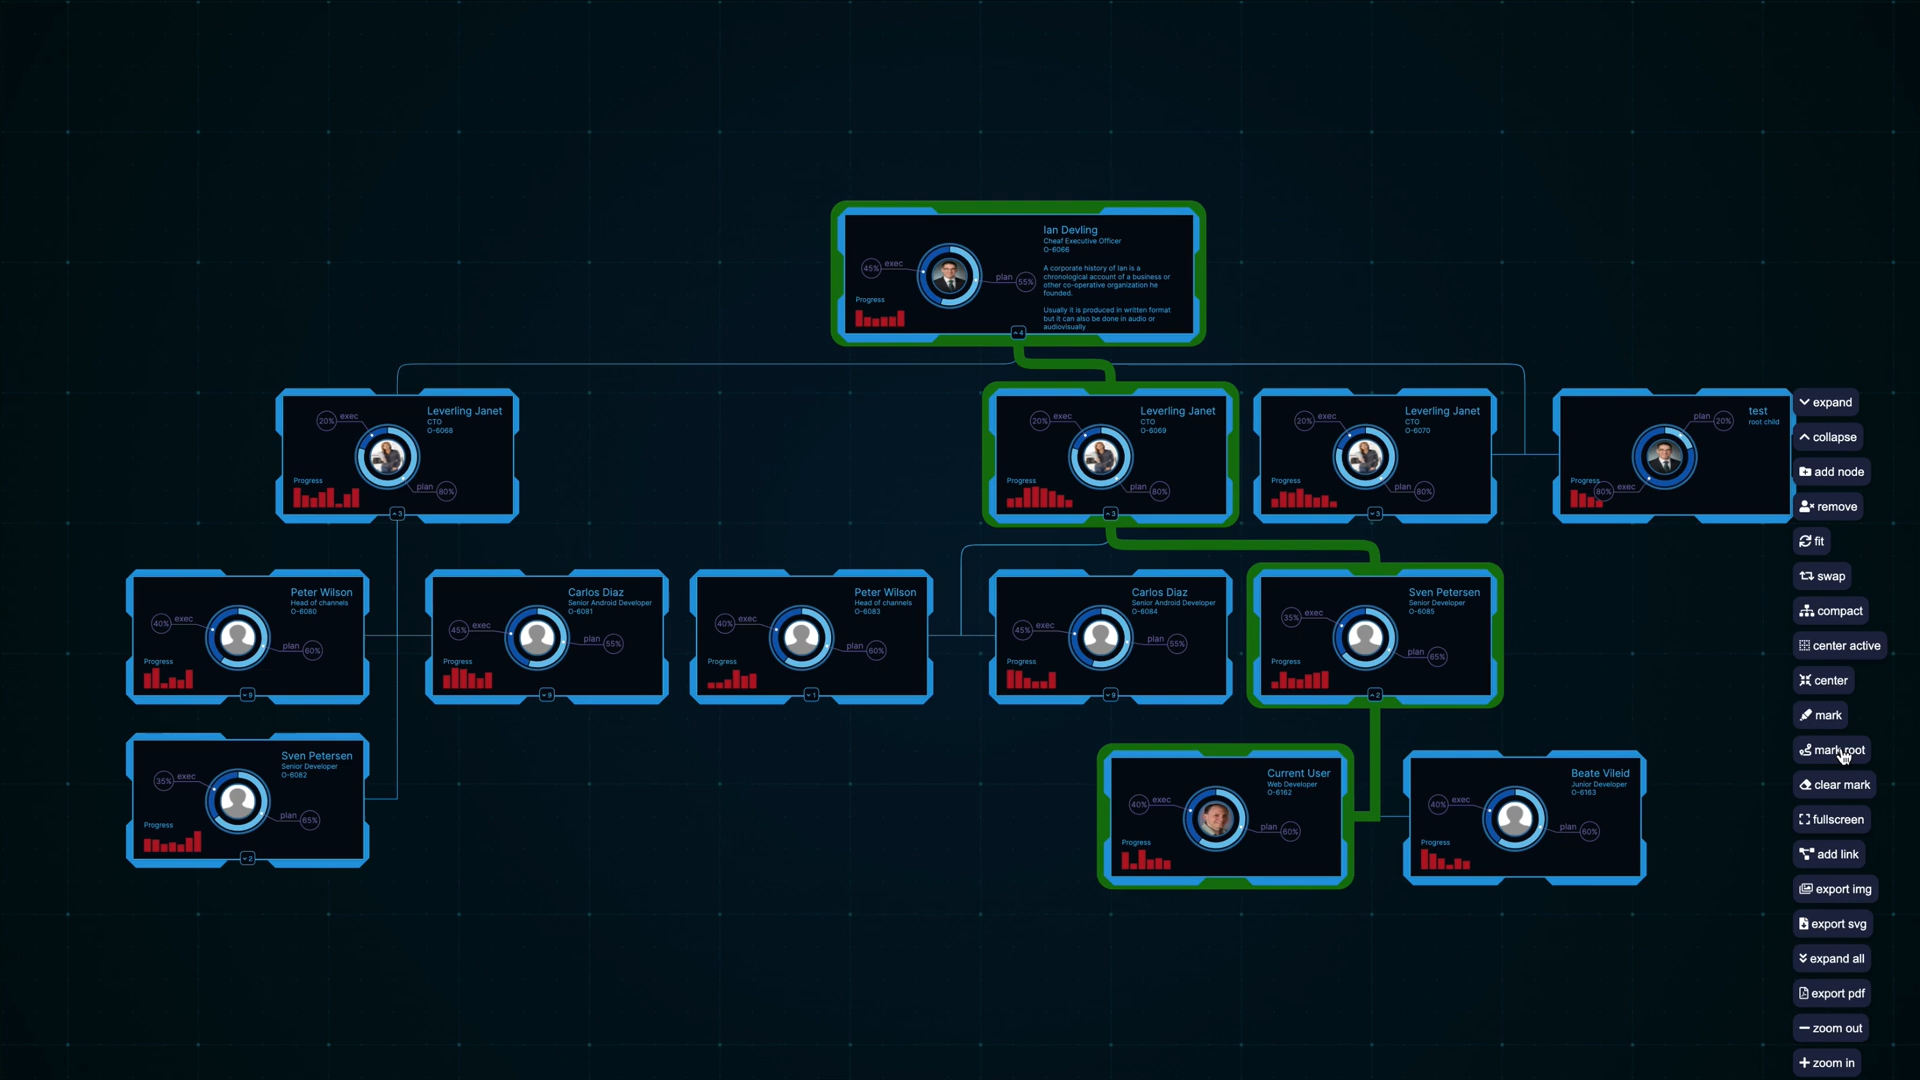 Ian Devling
Cheaf Executive Officer
O-6066
A corporate history of Ian is a
chronological account of a business or
other co-operative organization he
founded.
Usually it is produced in written format
but it can also be done in audio or
audiovisually
45%
exec
plan
55%
Progress
4
Leverling Janet
CTO
O-6068
20%
exec
plan
80%
Progress
3
Leverling Janet
CTO
O-6069
20%
exec
plan
80%
Progress
3
Leverling Janet
CTO
O-6070
20%
exec
plan
80%
Progress
3
test
root child
plan
20%
Progress
80%
exec
Peter Wilson
Head of channels
O-6080
40%
exec
plan
60%
Progress
9
Carlos Diaz
Senior Android Developer
O-6081
45%
exec
plan
55%
Progress
9
Peter Wilson
Head of channels
O-6083
40%
exec
plan
60%
Progress
1
Carlos Diaz
Senior Android Developer
O-6084
45%
exec
plan
55%
Progress
9
Sven Petersen
Senior Developer
O-6085
35%
exec
plan
65%
Progress
2
Sven Petersen
Senior Developer
O-6082
35%
exec
plan
65%
Progress
2
Current User
Web Developer
O-6162
40%
exec
plan
60%
Progress
Beate Vileid
Junior Developer
O-6163
40%
exec
plan
60%
Progress
expand
collapse
add node
remove
fit
swap
compact
center active
center
mark
mark root
clear mark
fullscreen
add link
export img
export svg
expand all
export pdf
zoom out
zoom in